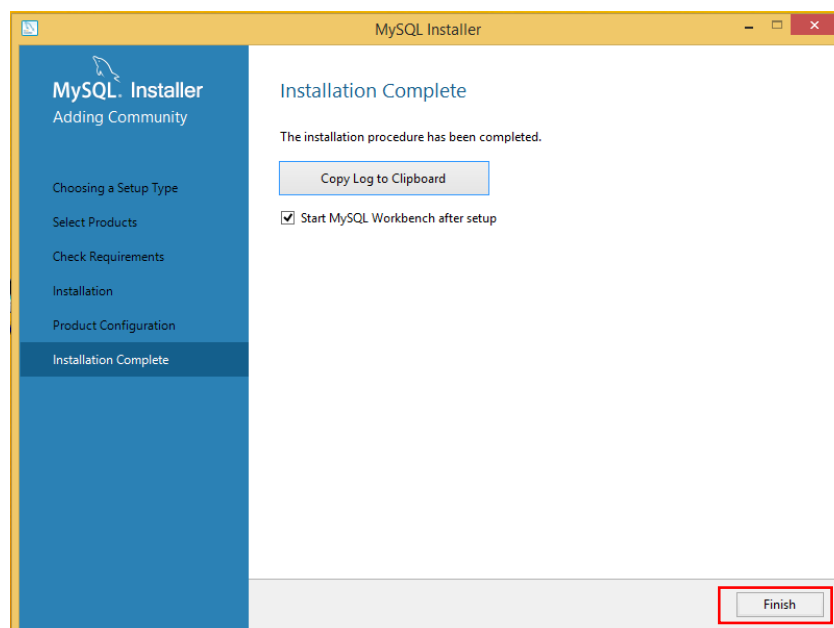 MySQL Installer
MySQL. Installer
Adding Community
Choosing a Setup Type
Select Products
Check Requirements
Installation
Product Configuration
Installation Complete
Installation Complete
The installation procedure has been completed.
Copy Log to Clipboard
Start MySQL Workbench after setup
Finish